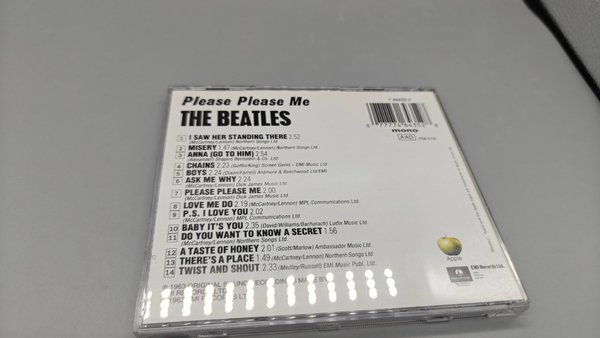 Please Please Me
THE BEATLES
1 I SAW HER STANDING THERE 2.52
(McCartney/Lennon) Northern Songs Ltd.
2 MISERY 1.47 (McCartney/Lennon) Northern Songs Ltd.
3 ANNA (GO TO HIM) 2.54
4 CHAINS 2.23 (Goffin/King) Screen Gems – EMI Music Ltd.
5 BOYS 2.24 (Dixon/Farrell) Ardmore & Beechwood Ltd/EMI
6 ASK ME WHY 2.24
(McCartney/Lennon) Dick James Music Ltd.
7 PLEASE PLEASE ME 2.00
(McCartney/Lennon) Dick James Music Ltd.
8 LOVE ME DO 2.19 (McCartney/Lennon) MPL Communications Ltd.
9 P.S. I LOVE YOU 2.02
(McCartney/Lennon) MPL Communications Ltd.
10 BABY IT'S YOU 2.35 (David/Williams/Bacharach) Ludix Music Ltd.
11 DO YOU WANT TO KNOW A SECRET 1.56
(McCartney/Lennon) Northern Songs Ltd.
12 A TASTE OF HONEY 2.01 (Scott/Marlow) Ambassador Music Ltd.
13 THERE'S A PLACE 1.49 (McCartney/Lennon) Northern Songs Ltd
14 TWIST AND SHOUT 2.33 (Medley/Russell) EMI Music Publ. Ltd.
mono
AAD
Apple
EMI Records Ltd.